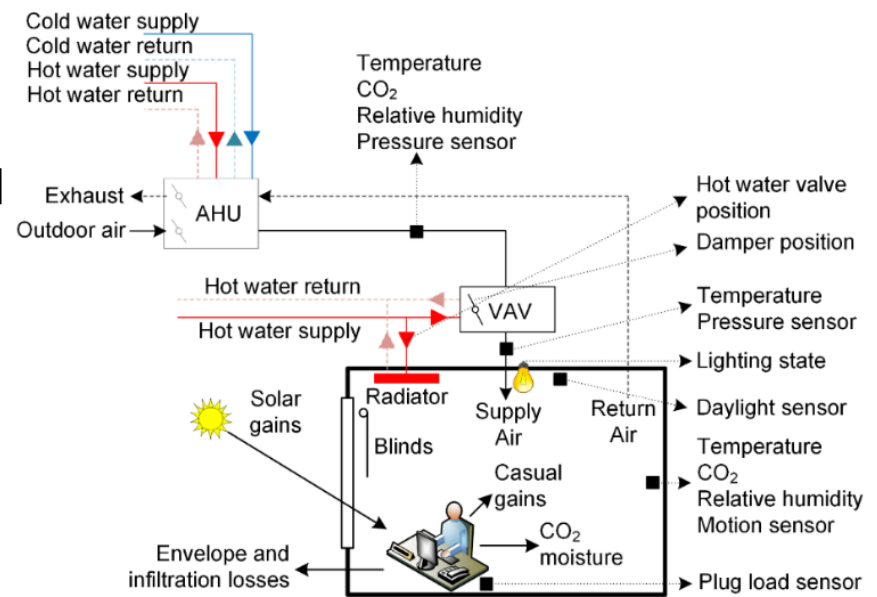 Cold water supply
Cold water return
Hot water supply
Hot water return
Temperature
CO₂
Relative humidity
Pressure sensor
Exhaust
Outdoor air
AHU
Hot water valve
position
Damper position
Hot water return
Hot water supply
VAV
Temperature
Pressure sensor
Lighting state
Radiator
Supply
Air
Return
Air
Daylight sensor
Solar
gains
Blinds
Temperature
CO₂
Relative humidity
Motion sensor
Casual
gains
CO₂
moisture
Envelope and
infiltration losses
Plug load sensor